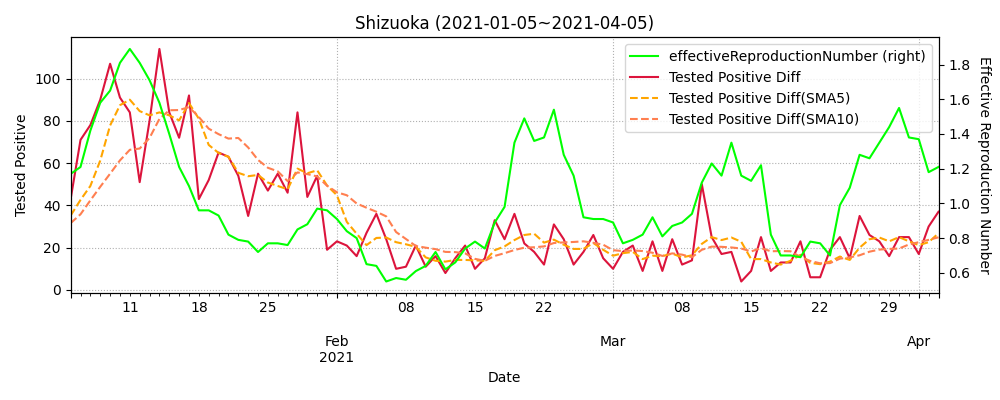 Shizuoka (2021-01-05~2021-04-05)
effectiveReproductionNumber (right)
Tested Positive Diff
Tested Positive Diff(SMA5)
Tested Positive Diff(SMA10)
Tested Positive
100
80
60
40
20
0
1.8
1.6
1.4
1.2
1.0
0.8
0.6
Effective Reproduction Number
11 18 25 08 15 22 08 15 22 29
Feb Mar Apr
2021
Date